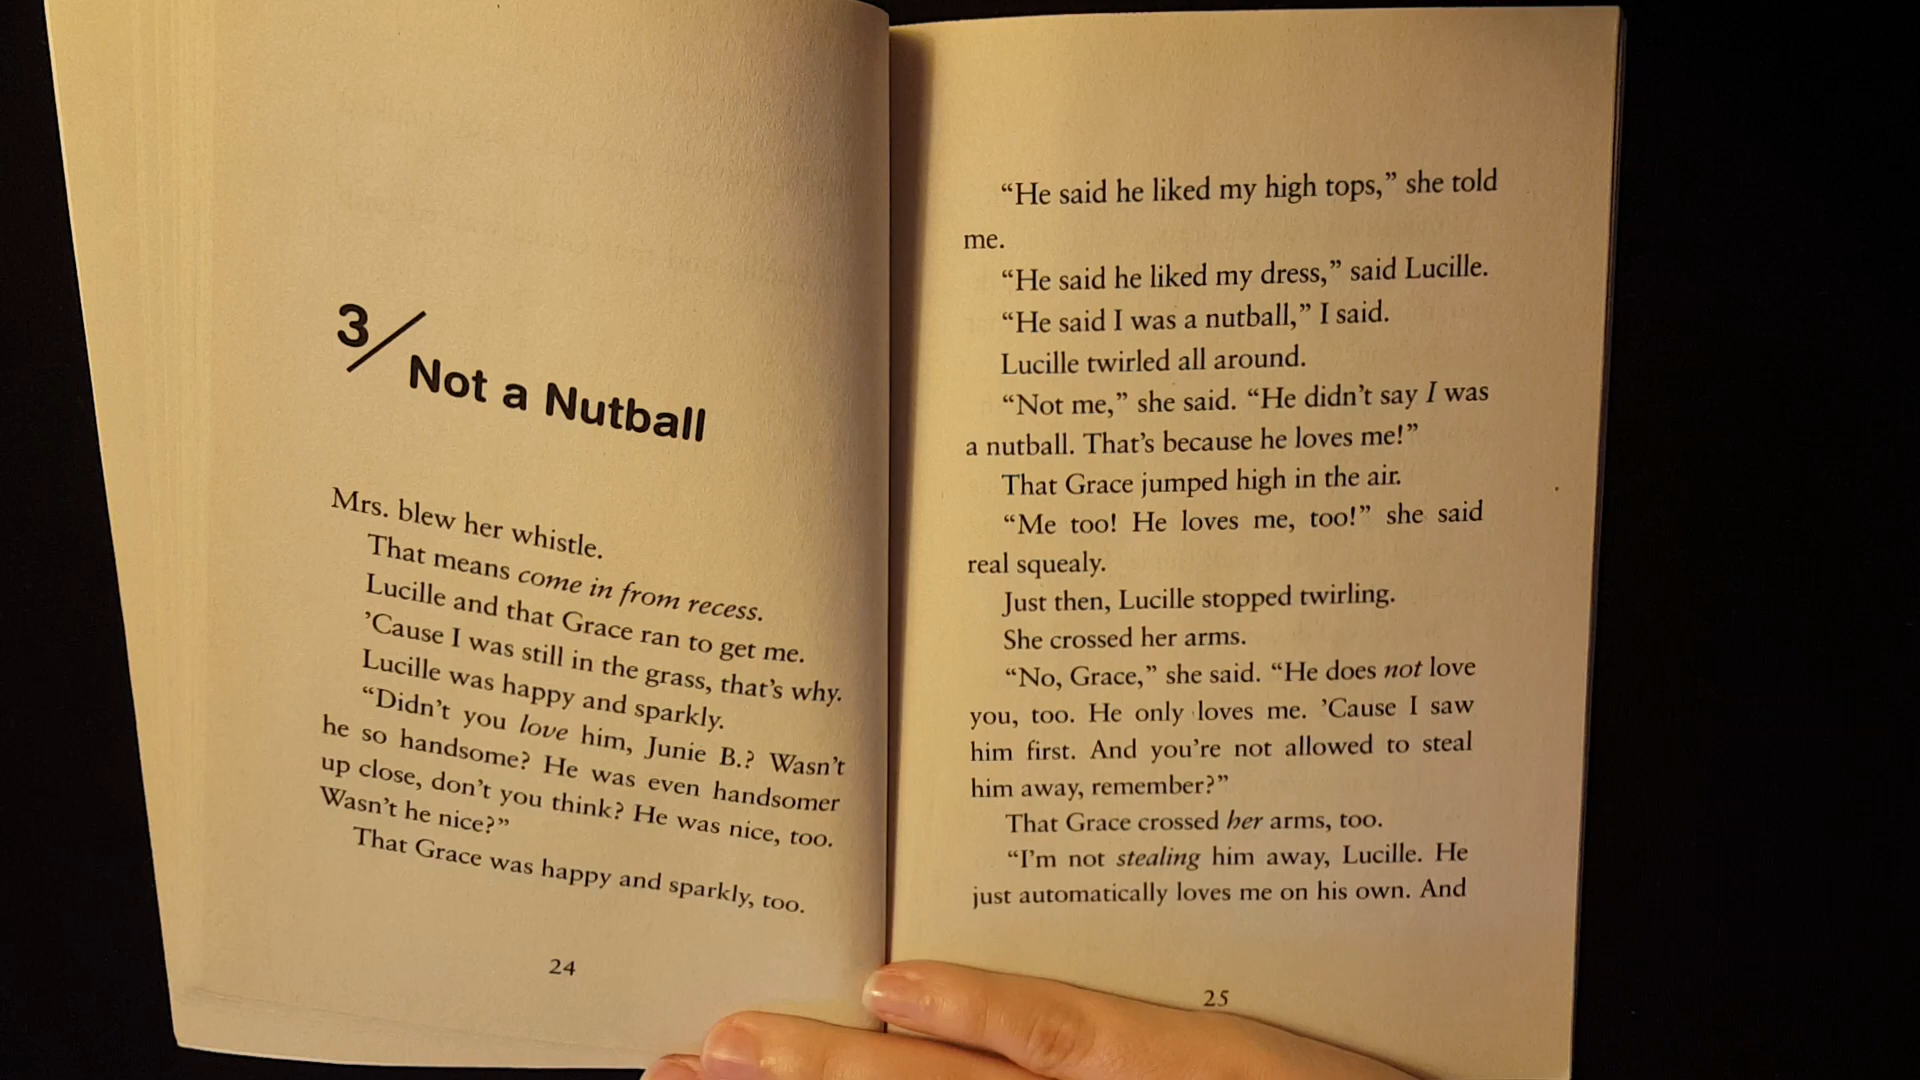 3/
Not a Nutball
Mrs. blew her whistle.
That means come in from recess.
Lucille and that Grace ran to get me.
’Cause I was still in the grass, that’s why.
Lucille was happy and sparkly.
“Didn’t you love him, Junie B.? Wasn’t
he so handsome? He was even handsomer
up close, don’t you think? He was nice, too.
Wasn’t he nice?”
That Grace was happy and sparkly, too.
24
“He said he liked my high tops,” she told
me.
“He said he liked my dress,” said Lucille.
“He said I was a nutball,” I said.
Lucille twirled all around.
“Not me,” she said. “He didn’t say I was
a nutball. That’s because he loves me!”
That Grace jumped high in the air.
“Me too! He loves me, too!” she said
real squealy.
Just then, Lucille stopped twirling.
She crossed her arms.
“No, Grace,” she said. “He does not love
you, too. He only loves me. ’Cause I saw
him first. And you’re not allowed to steal
him away, remember?”
That Grace crossed her arms, too.
“I’m not stealing him away, Lucille. He
just automatically loves me on his own. And
25